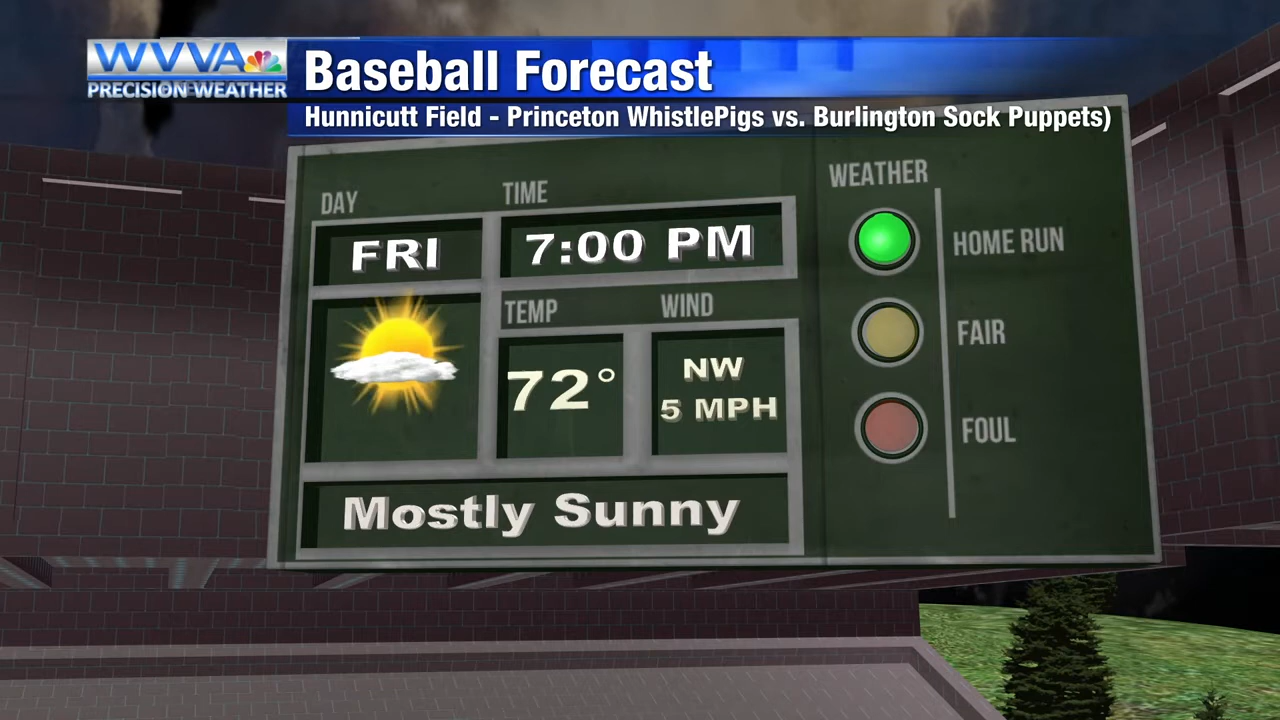 WVVA
PRECISION WEATHER
Baseball Forecast
Hunnicutt Field - Princeton WhistlePigs vs. Burlington Sock Puppets)
DAY
TIME
FRI
7:00 PM
TEMP
WIND
72°
NW
5 MPH
Mostly Sunny
WEATHER
HOME RUN
FAIR
FOUL